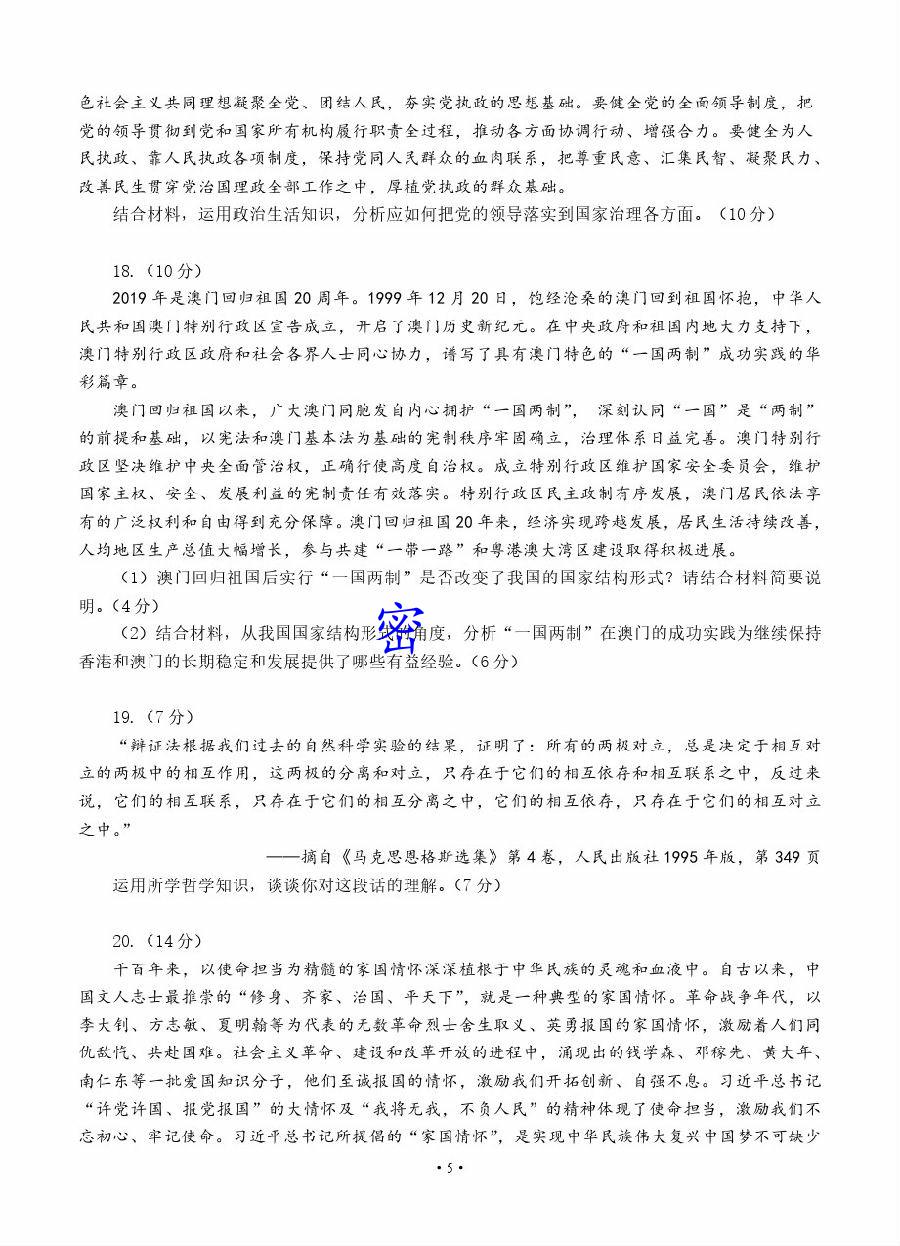 色社会主义共同理想凝聚全党、团结人民，夯实党执政的思想基础。要健全党的全面领导制度，把
党的领导贯彻到党和国家所有机构履行职责全过程，推动各方面协调行动、增强合力。要健全为人
民执政、靠人民执政各项制度，保持党同人民群众的血肉联系，把尊重民意、汇集民智、凝聚民力、
改善民生贯穿党治国理政全部工作之中，厚植党执政的群众基础。
结合材料，运用政治生活知识，分析应如何把党的领导落实到国家治理各方面。（10分）
18.（10分）
2019年是澳门回归祖国20周年。1999年12月20日，饱经沧桑的澳门回到祖国怀抱，中华人
民共和国澳门特别行政区宣告成立，开启了澳门历史新纪元。在中央政府和祖国内地大力支持下，
澳门特别行政区政府和社会各界人士同心协力，谱写了具有澳门特色的“一国两制”成功实践的华
彩篇章。
澳门回归祖国以来，广大澳门同胞发自内心拥护“一国两制”， 深刻认同“一国”是“两制”
的前提和基础，以宪法和澳门基本法为基础的宪制秩序牢固确立，治理体系日益完善。澳门特别行
政区坚决维护中央全面管治权，正确行使高度自治权。成立特别行政区维护国家安全委员会，维护
国家主权、安全、发展利益的宪制责任有效落实。特别行政区民主政制有序发展，澳门居民依法享
有的广泛权利和自由得到充分保障。澳门回归祖国20年来，经济实现跨越发展，居民生活持续改善，
人均地区生产总值大幅增长，参与共建“一带一路”和粤港澳大湾区建设取得积极进展。
（1）澳门回归祖国后实行“一国两制”是否改变了我国的国家结构形式？请结合材料简要说
明。（4分）
（2）结合材料，从我国国家结构形式的角度，分析“一国两制”在澳门的成功实践为继续保持
香港和澳门的长期稳定和发展提供了哪些有益经验。（6分）
密
19.（7分）
“辩证法根据我们过去的自然科学实验的结果，证明了：所有的两极对立，总是决定于相互对
立的两极中的相互作用，这两极的分离和对立，只存在于它们的相互依存和相互联系之中，反过来
说，它们的相互联系，只存在于它们的相互分离之中，它们的相互依存，只存在于它们的相互对立
之中。”
——摘自《马克思恩格斯选集》第4卷，人民出版社1995年版，第349页
运用所学哲学知识，谈谈你对这段话的理解。（7分）
20.（14分）
千百年来，以使命担当为精髓的家国情怀深深植根于中华民族的灵魂和血液中。自古以来，中
国文人志士最推崇的“修身、齐家、治国、平天下”，就是一种典型的家国情怀。革命战争年代，以
李大钊、方志敏、夏明翰等为代表的无数革命烈士舍生取义、英勇报国的家国情怀，激励着人们同
仇敌忾、共赴国难。社会主义革命、建设和改革开放的进程中，涌现出的钱学森、邓稼先、黄大年、
南仁东等一批爱国知识分子，他们至诚报国的情怀，激励我们开拓创新、自强不息。习近平总书记
“许党许国、报党报国”的大情怀及“我将无我，不负人民”的精神体现了使命担当，激励我们不
忘初心、牢记使命。习近平总书记所提倡的“家国情怀”，是实现中华民族伟大复兴中国梦不可缺少
·5·